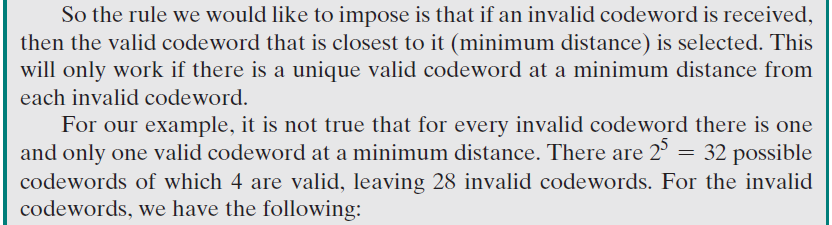 So the rule we would like to impose is that if an invalid codeword is received,
then the valid codeword that is closest to it (minimum distance) is selected. This
will only work if there is a unique valid codeword at a minimum distance from
each invalid codeword.
For our example, it is not true that for every invalid codeword there is one
and only one valid codeword at a minimum distance. There are 2⁵ = 32 possible
codewords of which 4 are valid, leaving 28 invalid codewords. For the invalid
codewords, we have the following: